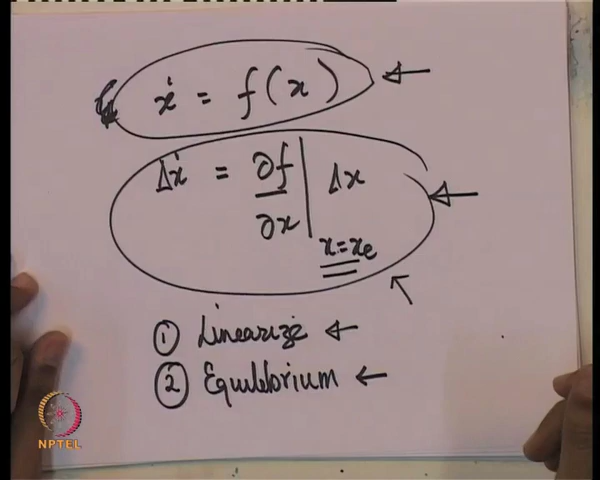 ẋ = f(x)
Δẋ = ∂f/∂x | x=xₑ Δx
① Linearize
② Equilibrium
NPTEL